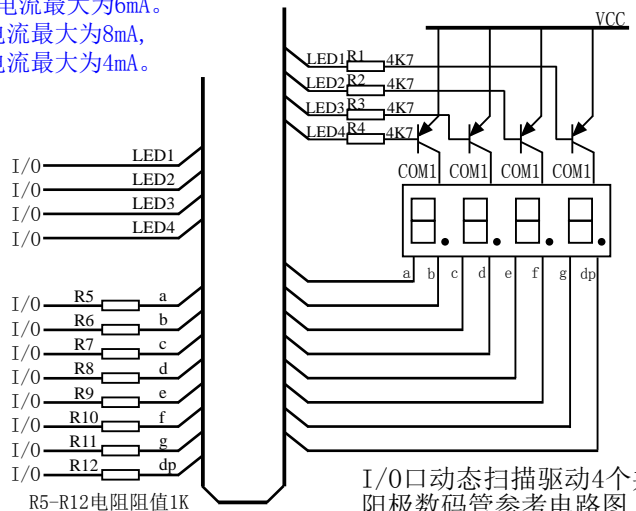 电流最大为6mA。
电流最大为8mA,
电流最大为4mA。
VCC
LED1 R1 4K7
LED2 R2 4K7
LED3 R3 4K7
LED4 R4 4K7
COM1 COM1 COM1 COM1
a b c d e f g dp
I/O LED1
I/O LED2
I/O LED3
I/O LED4
I/O R5 a
I/O R6 b
I/O R7 c
I/O R8 d
I/O R9 e
I/O R10 f
I/O R11 g
I/O R12 dp
R5-R12电阻阻值1K
I/O口动态扫描驱动4个共
阳极数码管参考电路图